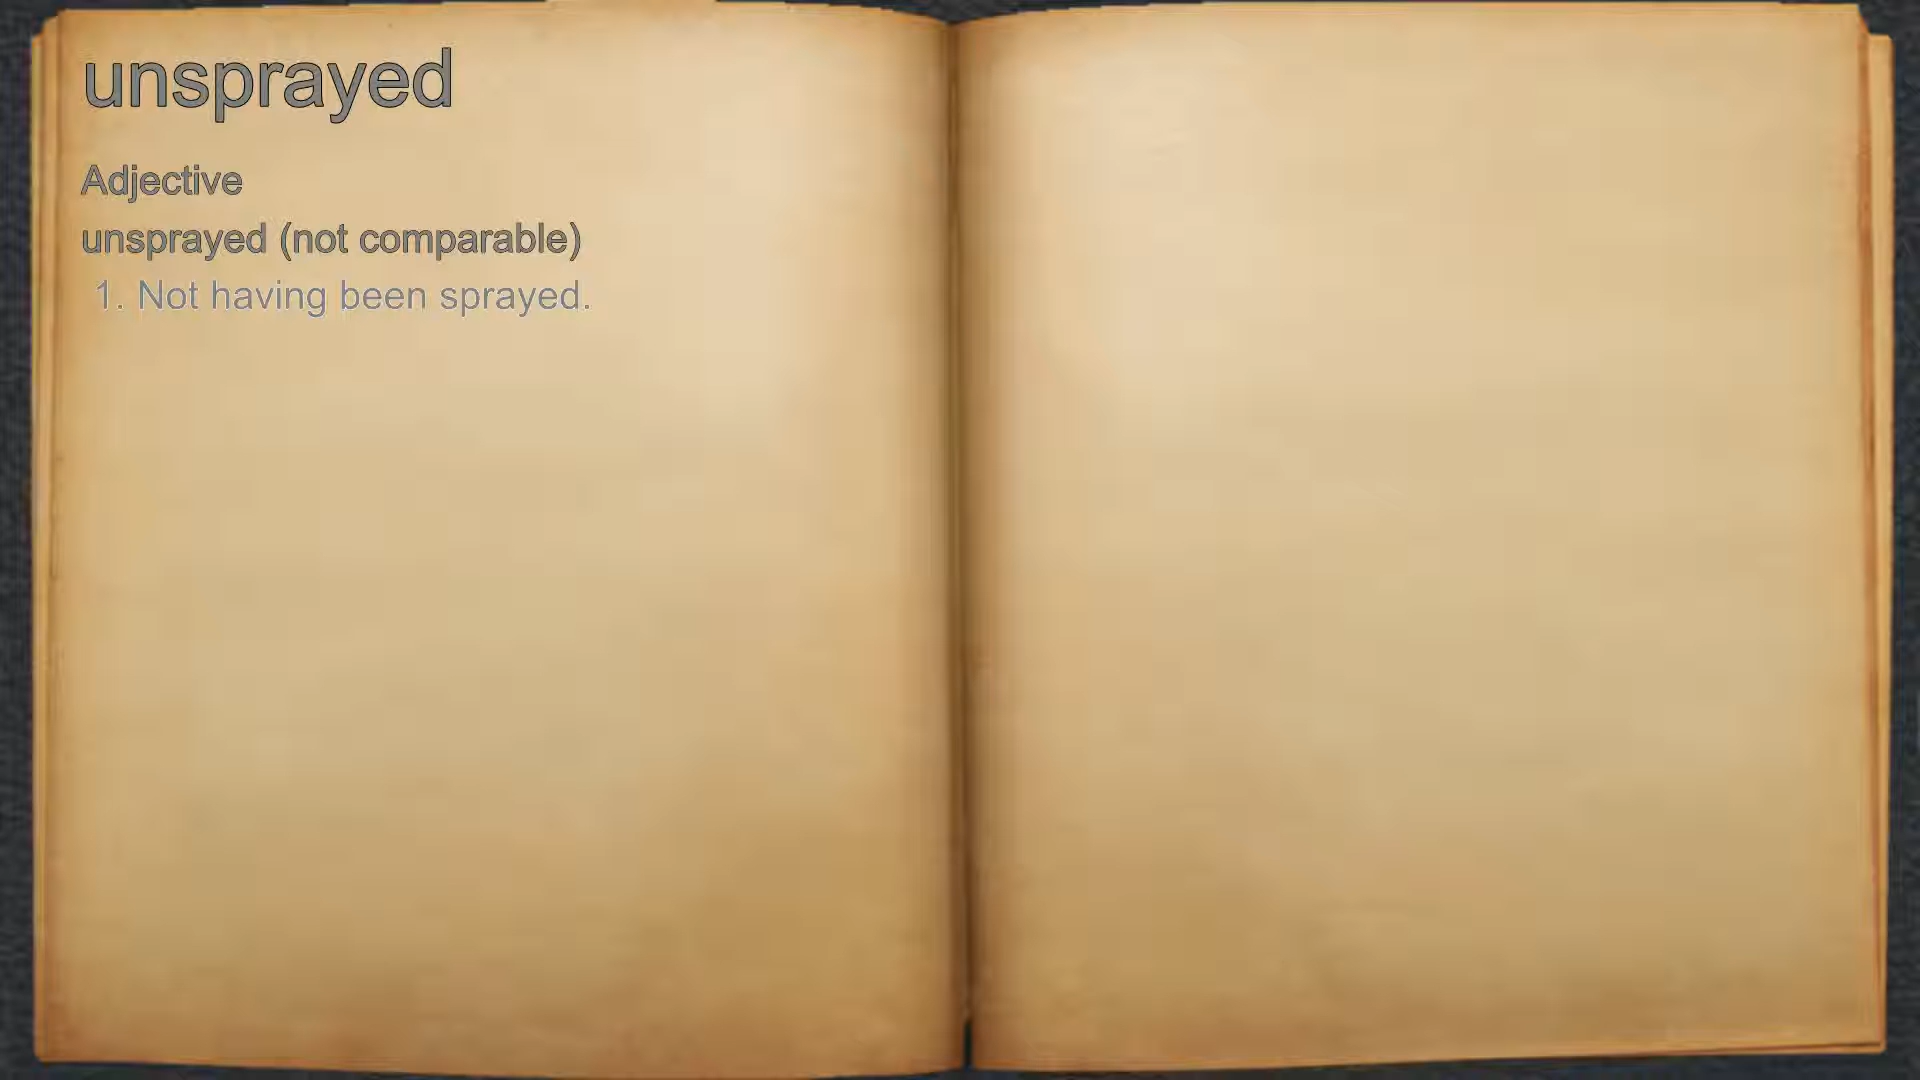 unsprayed
Adjective
unsprayed (not comparable)
1. Not having been sprayed.